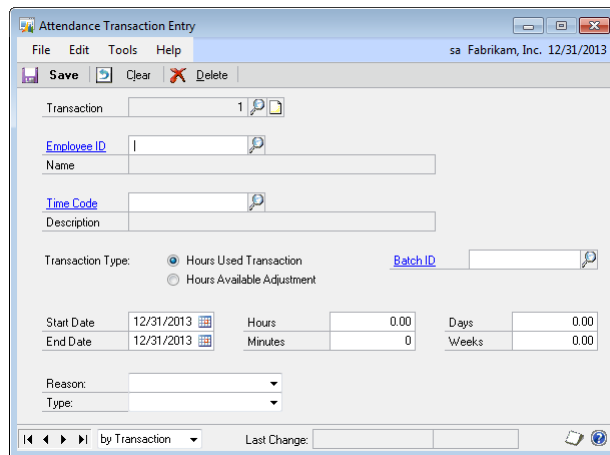 Attendance Transaction Entry
File Edit Tools Help sa Fabrikam, Inc. 12/31/2013
Save Clear Delete
Transaction 1
Employee ID
Name
Time Code
Description
Transaction Type: Hours Used Transaction Batch ID
Hours Available Adjustment
Start Date 12/31/2013 Hours 0.00 Days 0.00
End Date 12/31/2013 Minutes 0 Weeks 0.00
Reason:
Type:
by Transaction Last Change: